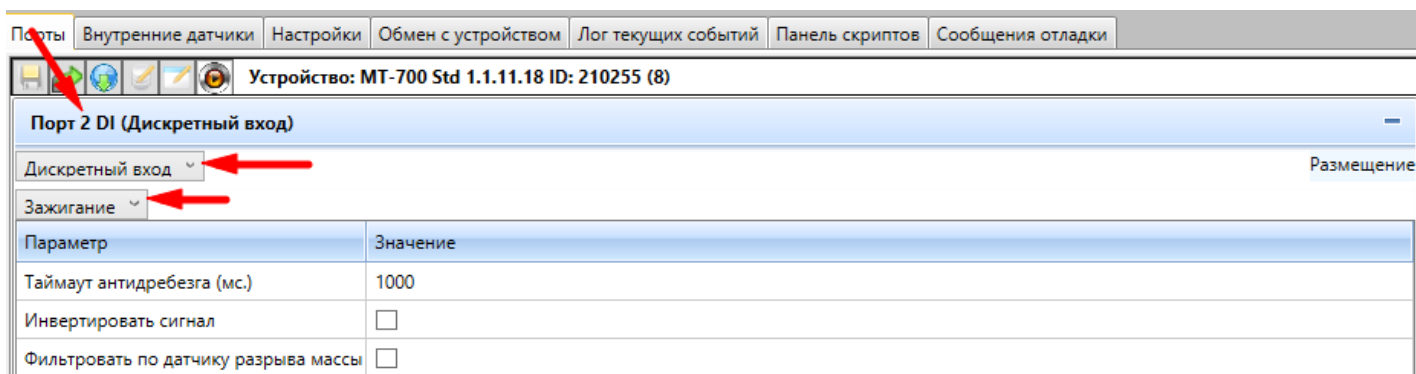 Порты Внутренние датчики Настройки Обмен с устройством Лог текущих событий Панель скриптов Сообщения отладки
Устройство: МТ-700 Std 1.1.11.18 ID: 210255 (8)
Порт 2 DI (Дискретный вход)
Дискретный вход Размещение
Зажигание
Параметр Значение
Таймаут антидребезга (мс.) 1000
Инвертировать сигнал
Фильтровать по датчику разрыва массы